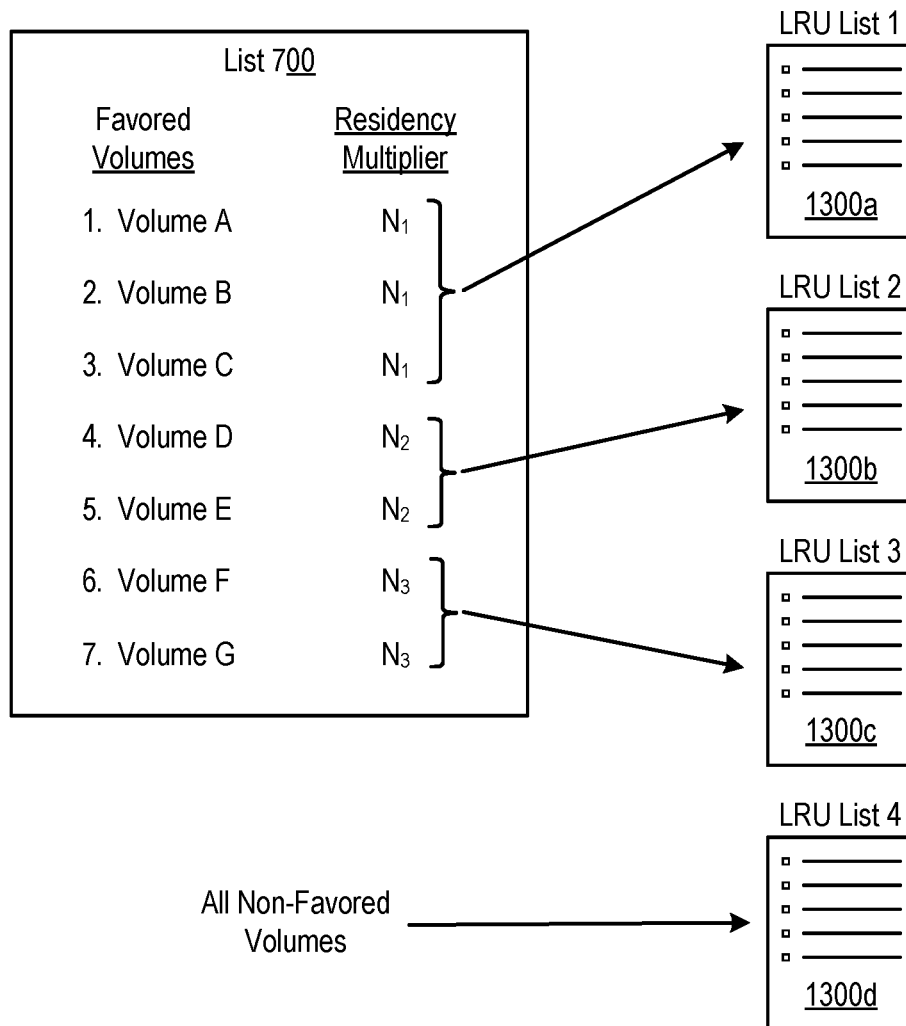 LRU List 1
List 700
Favored Volumes
Residency Multiplier
1. Volume A N₁
2. Volume B N₁
3. Volume C N₁
4. Volume D N₂
5. Volume E N₂
6. Volume F N₃
7. Volume G N₃
1300a
LRU List 2
1300b
LRU List 3
1300c
All Non-Favored
Volumes
LRU List 4
1300d